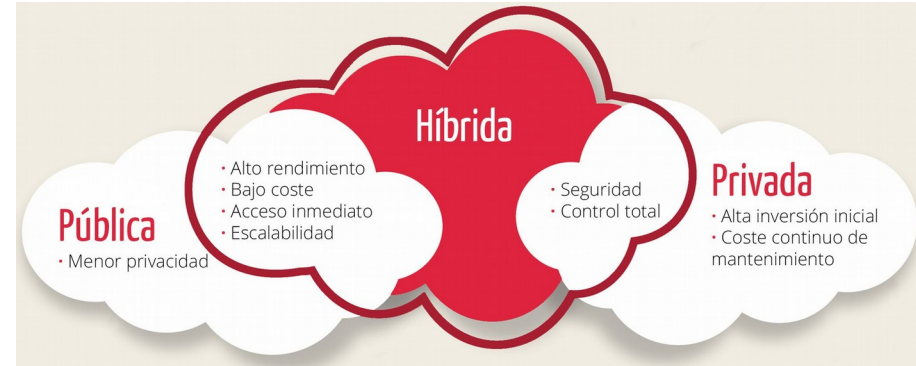 Híbrida
Pública
• Menor privacidad
• Alto rendimiento
• Bajo coste
• Acceso inmediato
• Escalabilidad
• Seguridad
• Control total
Privada
• Alta inversión inicial
• Coste continuo de
mantenimiento